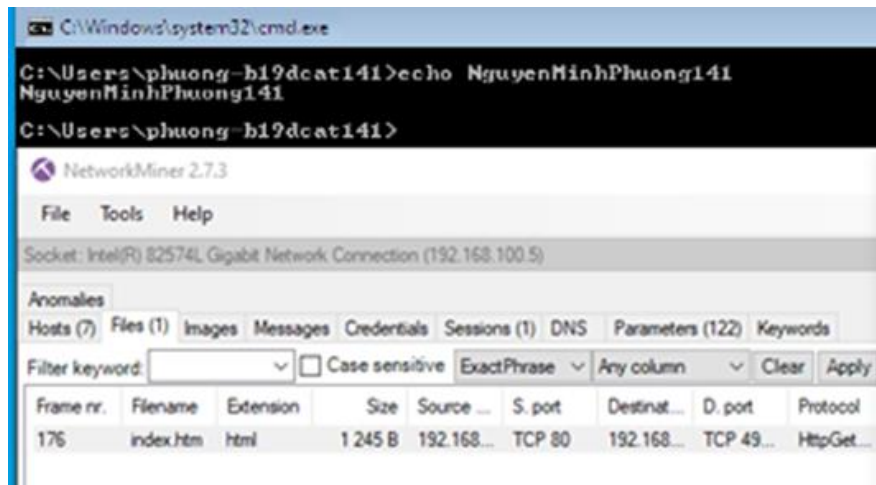 C:\Windows\system32\cmd.exe
C:\Users\phuong-b19dcat141>echo NguyenMinhPhuong141
NguyenMinhPhuong141
C:\Users\phuong-b19dcat141>
NetworkMiner 2.7.3
File Tools Help
Socket: Intel(R) 82574L Gigabit Network Connection (192.168.100.5)
Anomalies
Hosts (7) Files (1) Images Messages Credentials Sessions (1) DNS Parameters (122) Keywords
Filter keyword: Case sensitive ExactPhrase Any column Clear Apply
Frame nr. Filename Extension Size Source ... S. port Destinat... D. port Protocol
176 index.htm html 1 245 B 192.168... TCP 80 192.168... TCP 49... HttpGet...